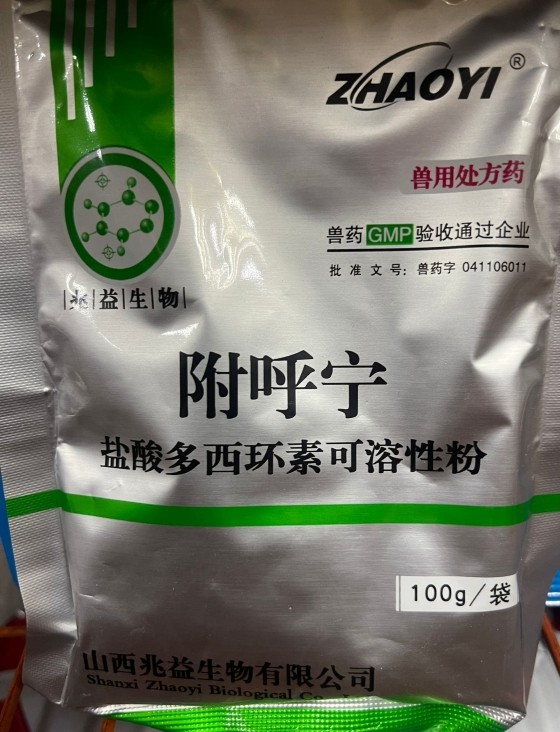 ZHAOYI®
兽用处方药
兽药GMP验收通过企业
批准文号：兽药字 041106011
|兆|益|生|物|
附呼宁
盐酸多西环素可溶性粉
100g/袋
山西兆益生物有限公司
Shanxi Zhaoyi Biological Co